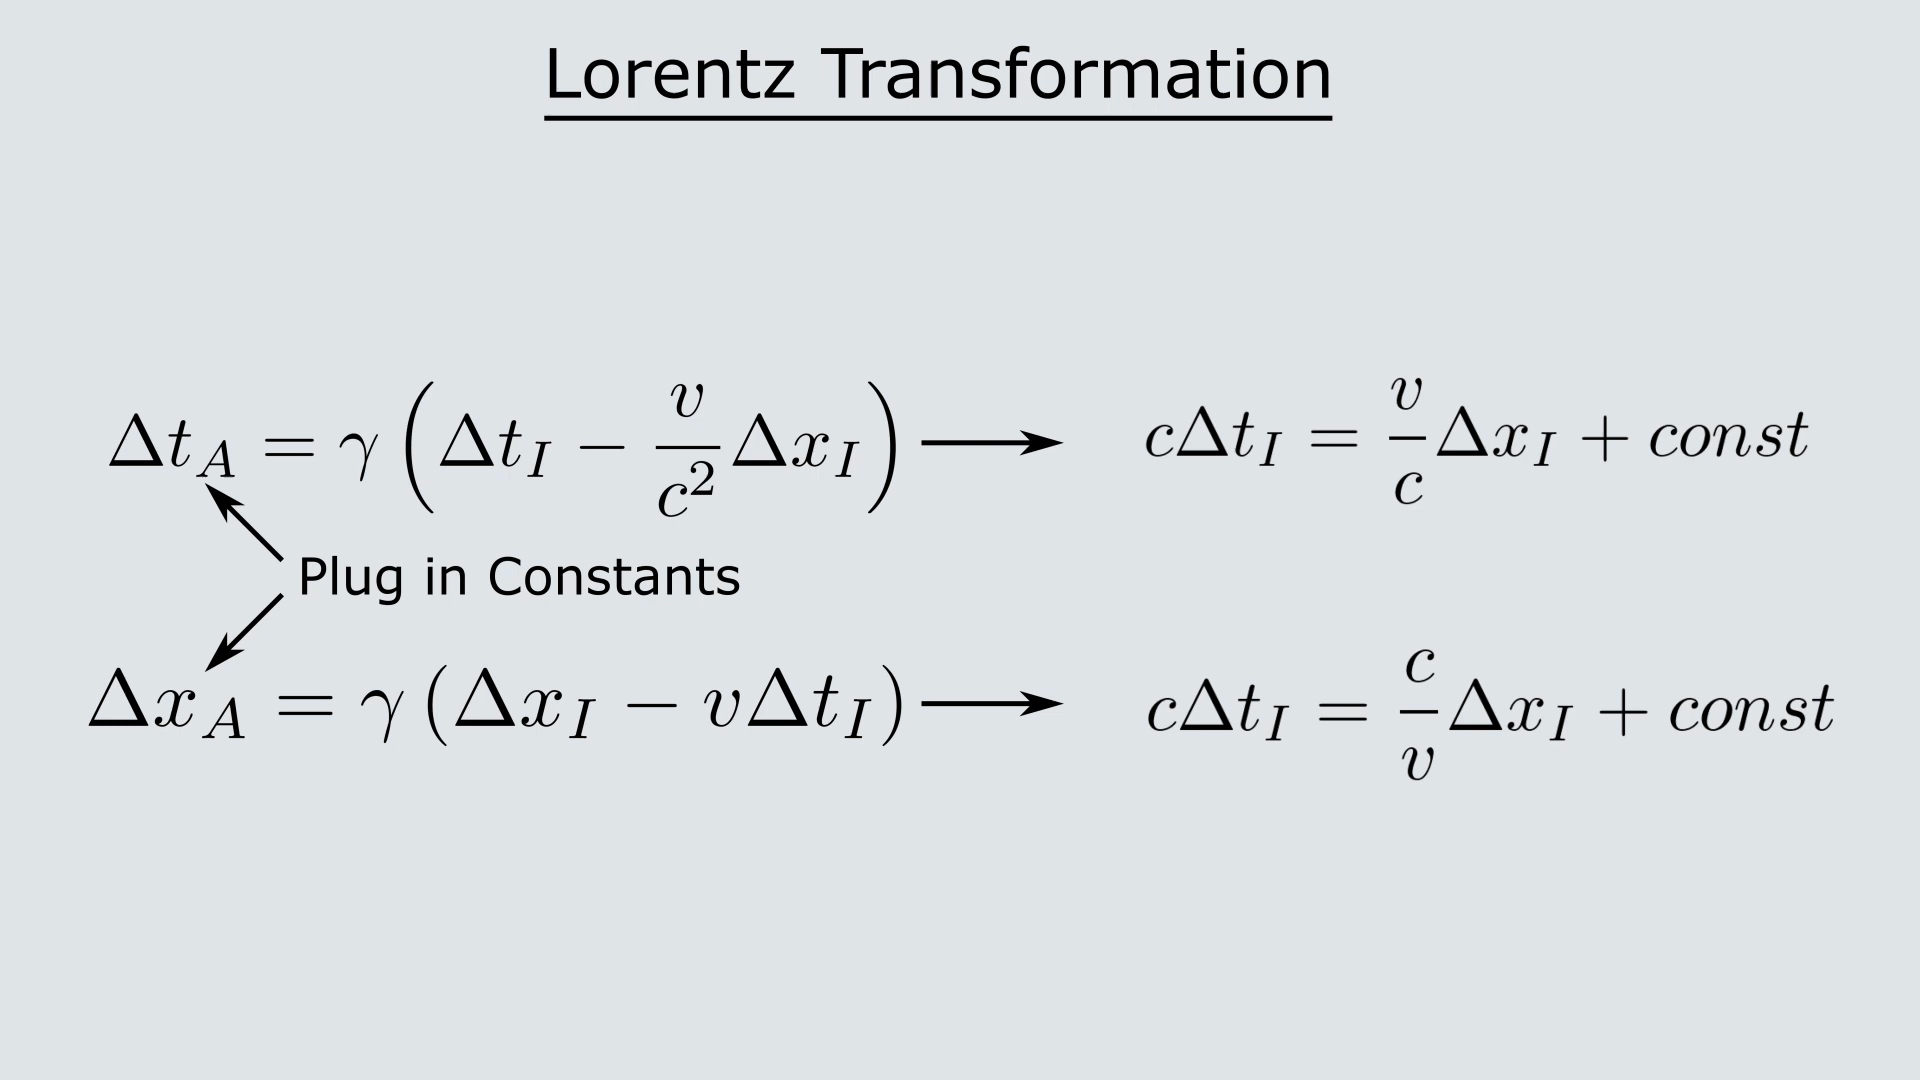 Lorentz Transformation
Δt_A = γ (Δt_I − v/c² Δx_I) → cΔt_I = v/c Δx_I + const
Plug in Constants
Δx_A = γ (Δx_I − vΔt_I) → cΔt_I = c/v Δx_I + const